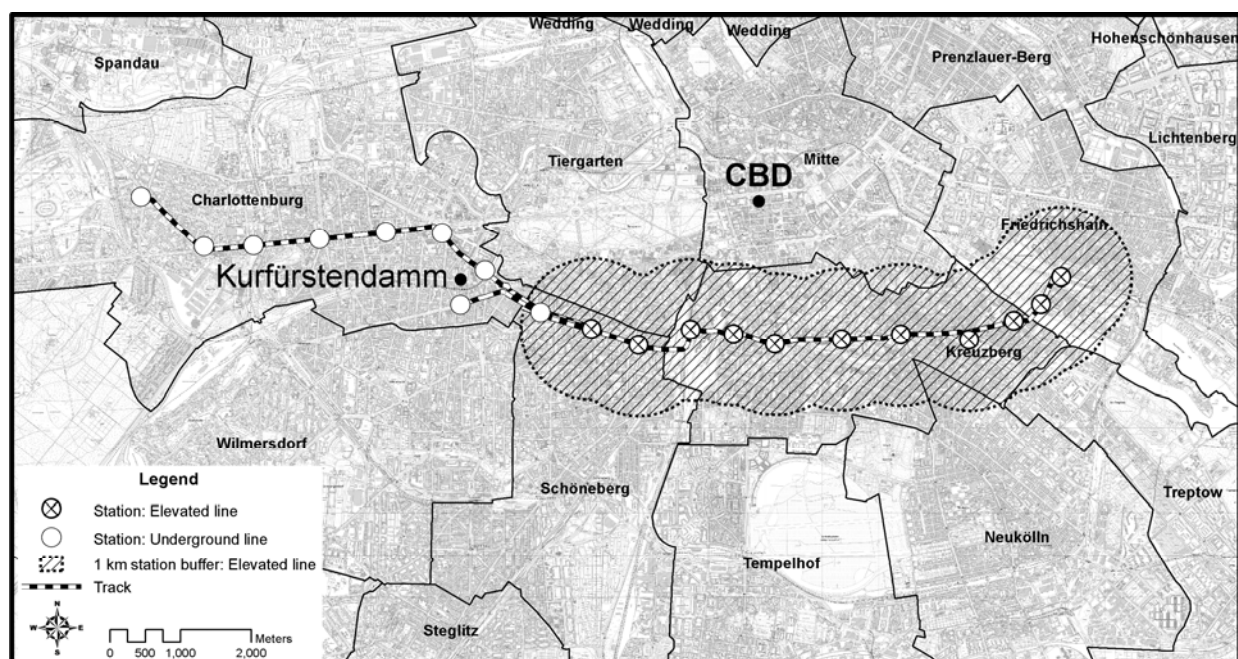 Wedding
Wedding
Wedding
Hohenschönhausen
Spandau
Prenzlauer-Berg
Lichtenberg
Tiergarten
Mitte
CBD
Charlottenburg
Friedrichshain
Kurfürstendamm
Kreuzberg
Wilmersdorf
Schöneberg
Treptow
Neukölln
Tempelhof
Steglitz
Legend
Station: Elevated line
Station: Underground line
1 km station buffer: Elevated line
Track
N
W E
S
Meters
0 500 1,000 2,000